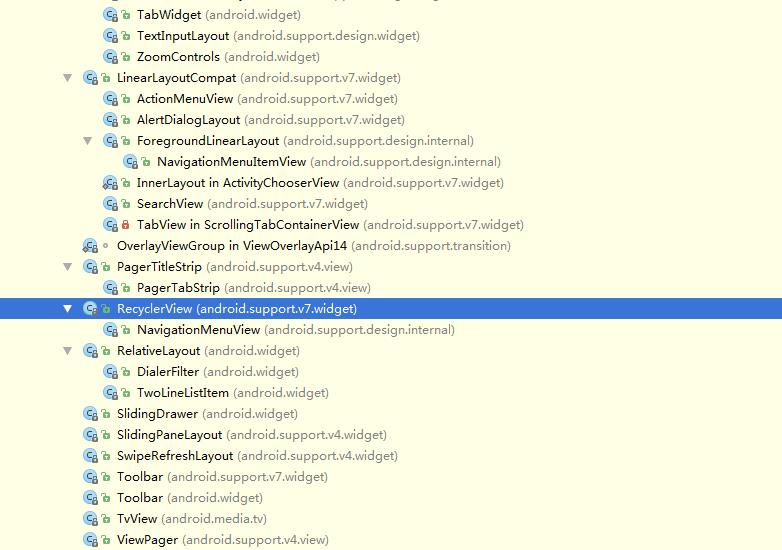 TabWidget (android.widget)
TextInputLayout (android.support.design.widget)
ZoomControls (android.widget)
LinearLayoutCompat (android.support.v7.widget)
ActionMenuView (android.support.v7.widget)
AlertDialogLayout (android.support.v7.widget)
ForegroundLinearLayout (android.support.design.internal)
NavigationMenuItemView (android.support.design.internal)
InnerLayout in ActivityChooserView (android.support.v7.widget)
SearchView (android.support.v7.widget)
TabView in ScrollingTabContainerView (android.support.v7.widget)
OverlayViewGroup in ViewOverlayApi14 (android.support.transition)
PagerTitleStrip (android.support.v4.view)
PagerTabStrip (android.support.v4.view)
RecyclerView (android.support.v7.widget)
NavigationMenuView (android.support.design.internal)
RelativeLayout (android.widget)
DialerFilter (android.widget)
TwoLineListItem (android.widget)
SlidingDrawer (android.widget)
SlidingPaneLayout (android.support.v4.widget)
SwipeRefreshLayout (android.support.v4.widget)
Toolbar (android.support.v7.widget)
Toolbar (android.widget)
TvView (android.media.tv)
ViewPager (android.support.v4.view)